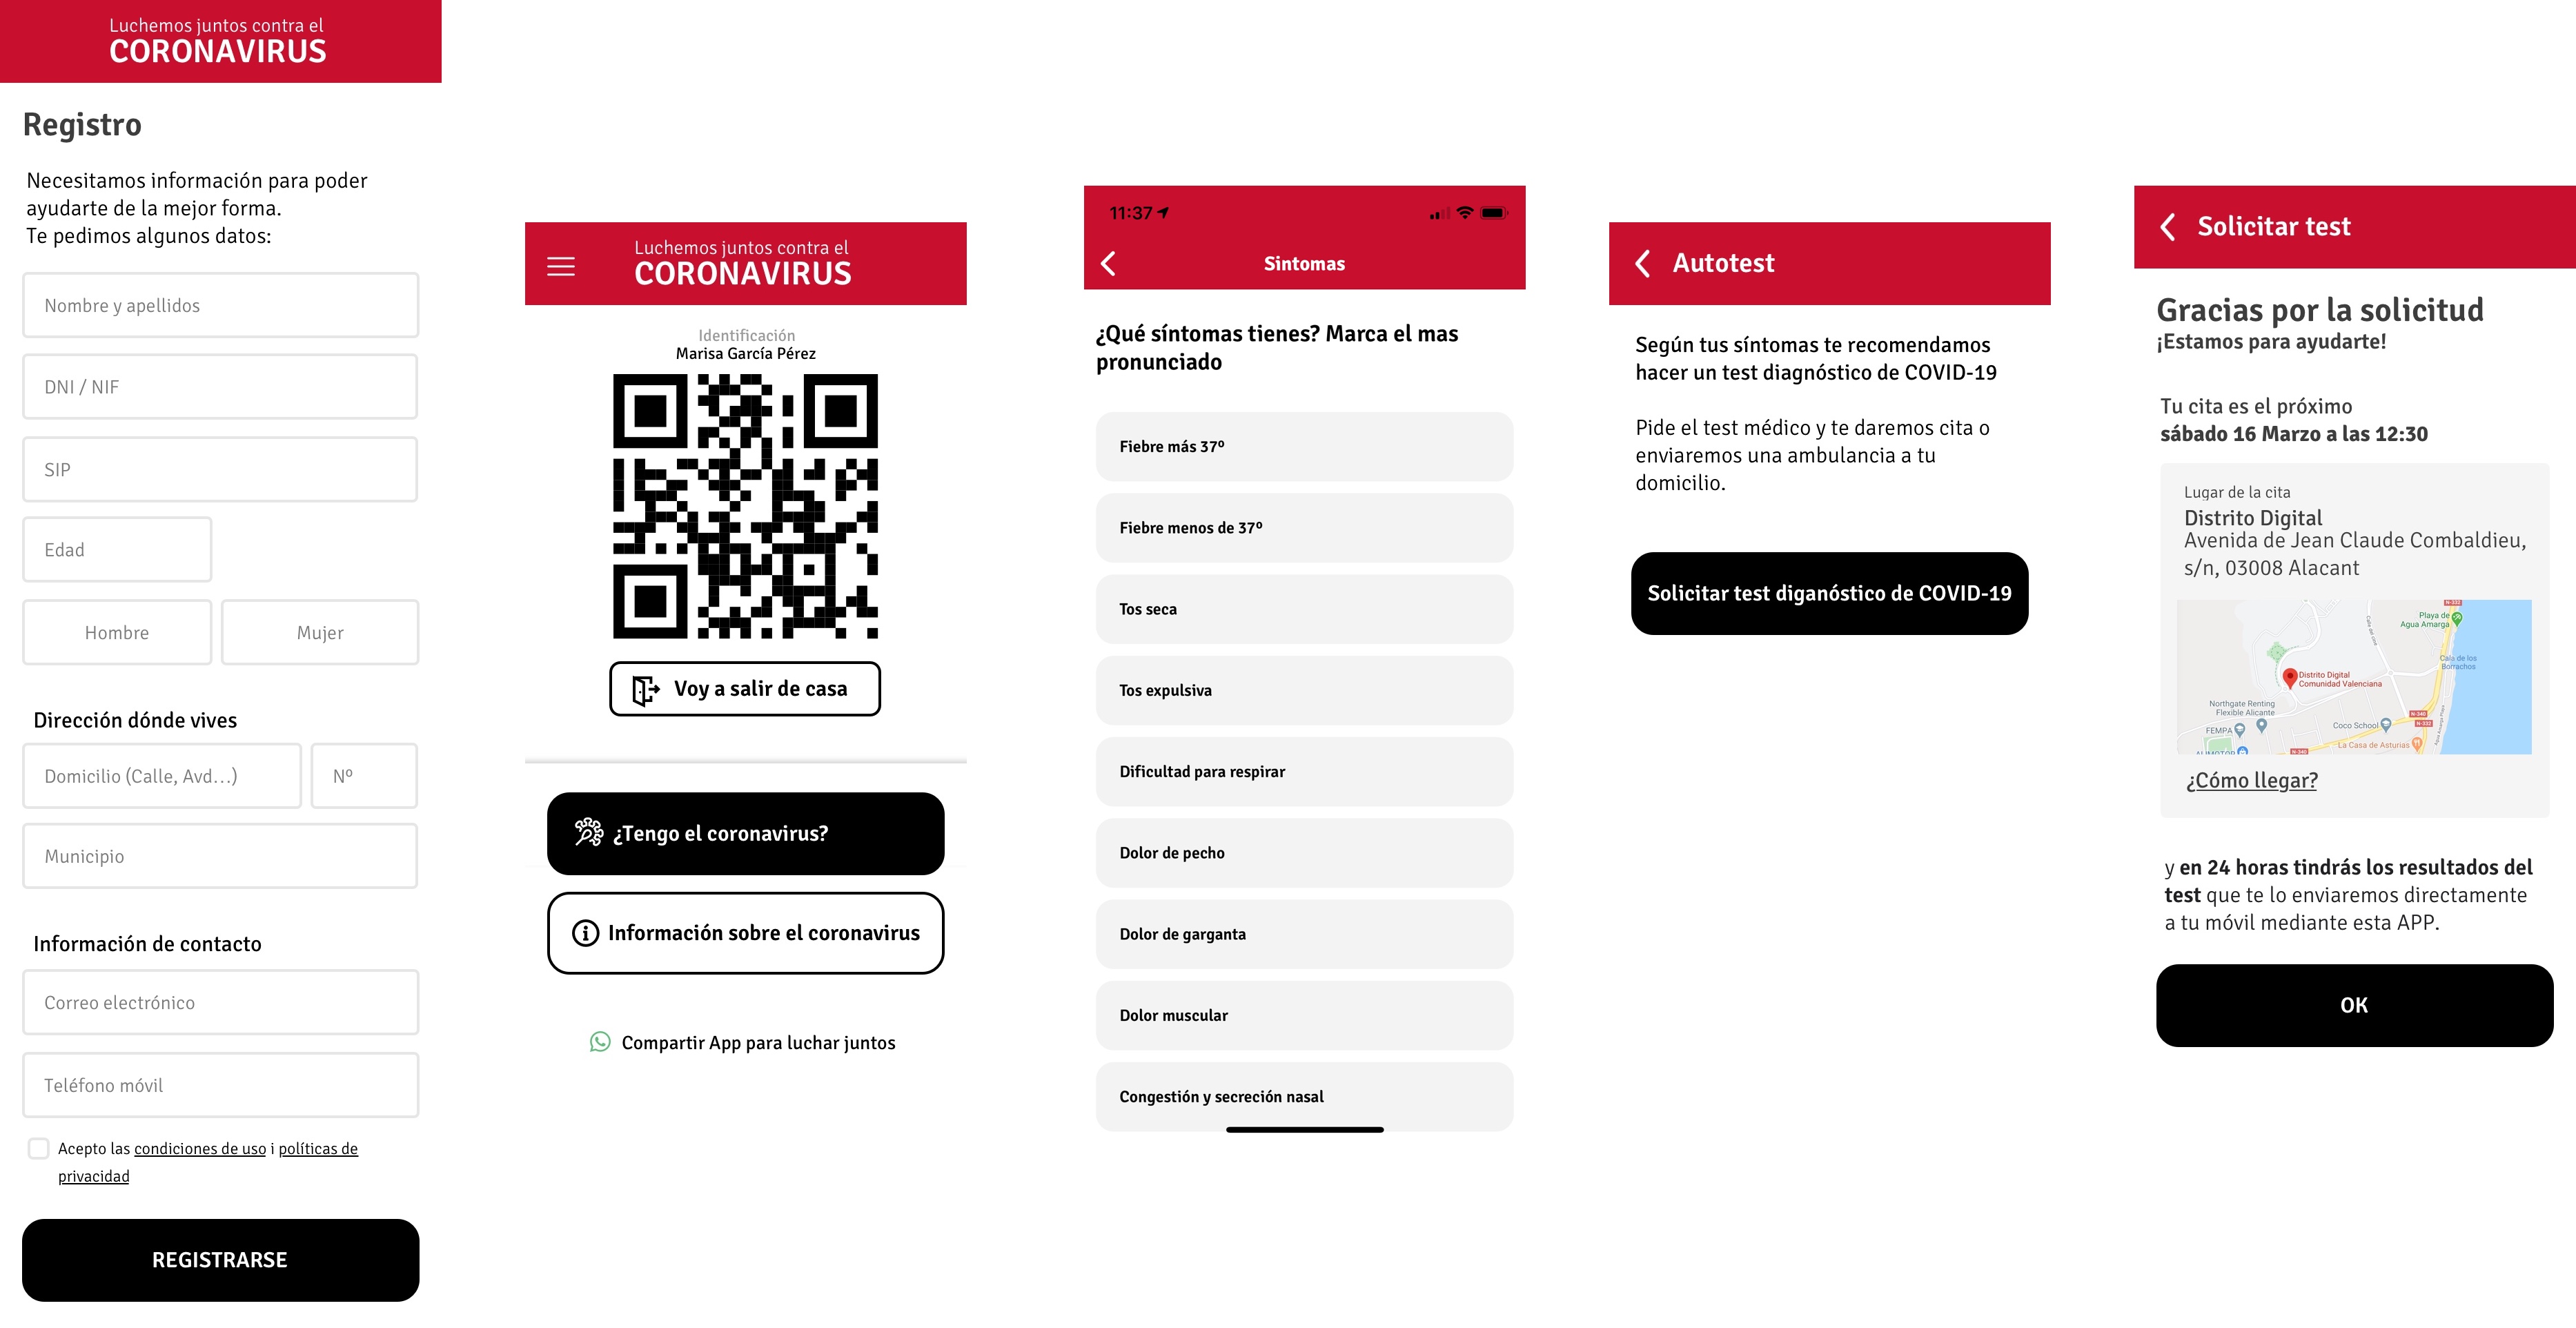 Luchemos juntos contra el
CORONAVIRUS
Registro
Necesitamos información para poder
ayudarte de la mejor forma.
Te pedimos algunos datos:
Nombre y apellidos
DNI / NIF
SIP
Edad
Hombre
Mujer
Dirección dónde vives
Domicilio (Calle, Avd...)
Nº
Municipio
Información de contacto
Correo electrónico
Teléfono móvil
Acepto las condiciones de uso i políticas de
privacidad
REGISTRARSE
Luchemos juntos contra el
CORONAVIRUS
Identificación
Marisa García Pérez
Voy a salir de casa
¿Tengo el coronavirus?
Información sobre el coronavirus
Compartir App para luchar juntos
11:37
Sintomas
¿Qué síntomas tienes? Marca el mas
pronunciado
Fiebre más 37º
Fiebre menos de 37º
Tos seca
Tos expulsiva
Dificultad para respirar
Dolor de pecho
Dolor de garganta
Dolor muscular
Congestión y secreción nasal
Autotest
Según tus síntomas te recomendamos
hacer un test diagnóstico de COVID-19
Pide el test médico y te daremos cita o
enviaremos una ambulancia a tu
domicilio.
Solicitar test diganóstico de COVID-19
Solicitar test
Gracias por la solicitud
¡Estamos para ayudarte!
Tu cita es el próximo
sábado 16 Marzo a las 12:30
Lugar de la cita
Distrito Digital
Avenida de Jean Claude Combaldieu,
s/n, 03008 Alacant
N-332
Playa de
Agua Amarga
Cala de los
Borrachos
Distrito Digital
Comunidad Valenciana
Northgate Renting
Flexible Alicante
FEMPA
Coco School
N-340
N-332
La Casa de Asturias
N-340
ALIMOTOR
¿Cómo llegar?
y en 24 horas tindrás los resultados del
test que te lo enviaremos directamente
a tu móvil mediante esta APP.
OK